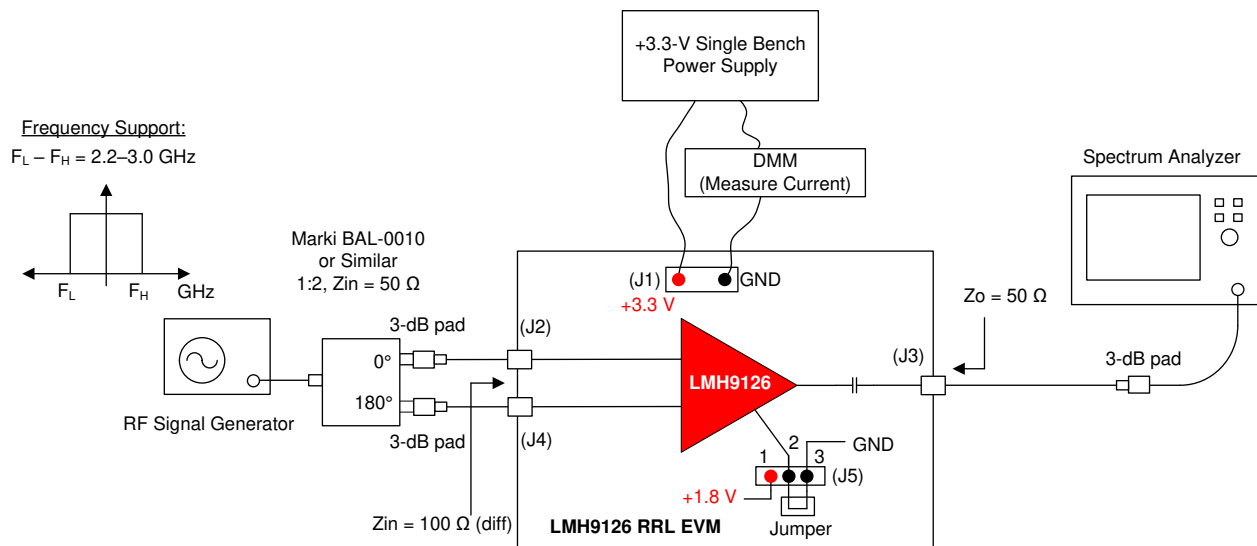 +3.3-V Single Bench
Power Supply
Frequency Support:
FL – FH = 2.2–3.0 GHz
DMM
(Measure Current)
Spectrum Analyzer
Marki BAL-0010
or Similar
1:2, Zin = 50 Ω
FL
FH
GHz
(J1)
GND
+3.3 V
Zo = 50 Ω
3-dB pad
(J2)
(J3)
3-dB pad
0°
LMH9126
180°
RF Signal Generator
3-dB pad
(J4)
GND
1
2
3
(J5)
+1.8 V
Jumper
Zin = 100 Ω (diff)
LMH9126 RRL EVM